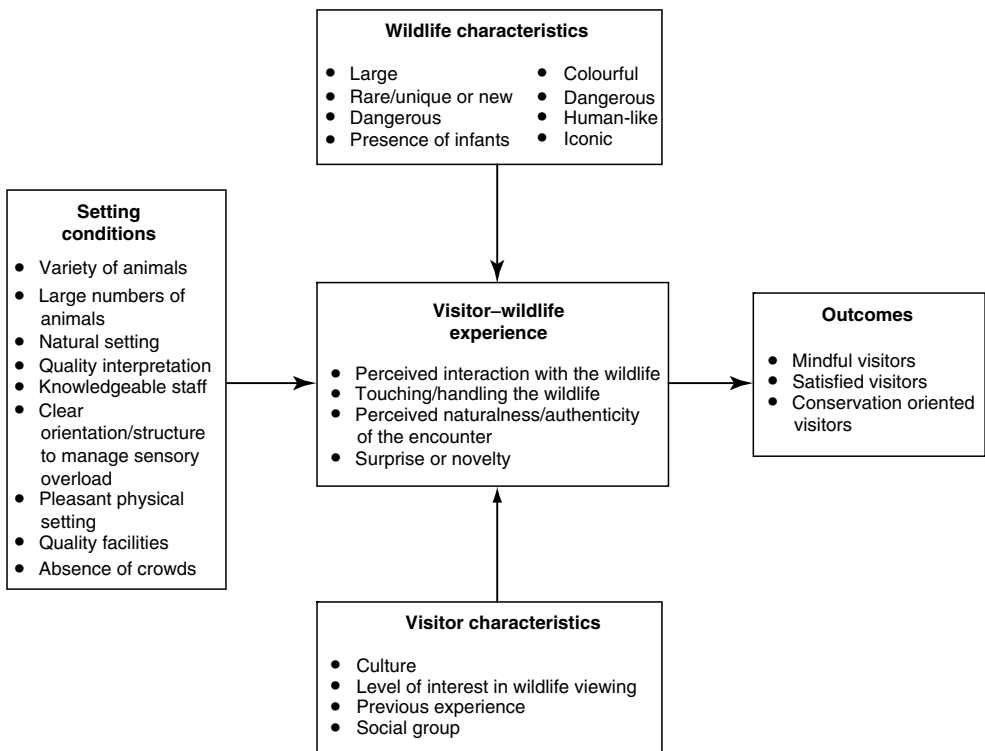 Wildlife characteristics
● Large
● Rare/unique or new
● Dangerous
● Presence of infants
● Colourful
● Dangerous
● Human-like
● Iconic
Setting
conditions
● Variety of animals
● Large numbers of
animals
● Natural setting
● Quality interpretation
● Knowledgeable staff
● Clear
orientation/structure
to manage sensory
overload
● Pleasant physical
setting
● Quality facilities
● Absence of crowds
Visitor–wildlife
experience
● Perceived interaction with the wildlife
● Touching/handling the wildlife
● Perceived naturalness/authenticity
of the encounter
● Surprise or novelty
Outcomes
● Mindful visitors
● Satisfied visitors
● Conservation oriented
visitors
Visitor characteristics
● Culture
● Level of interest in wildlife viewing
● Previous experience
● Social group